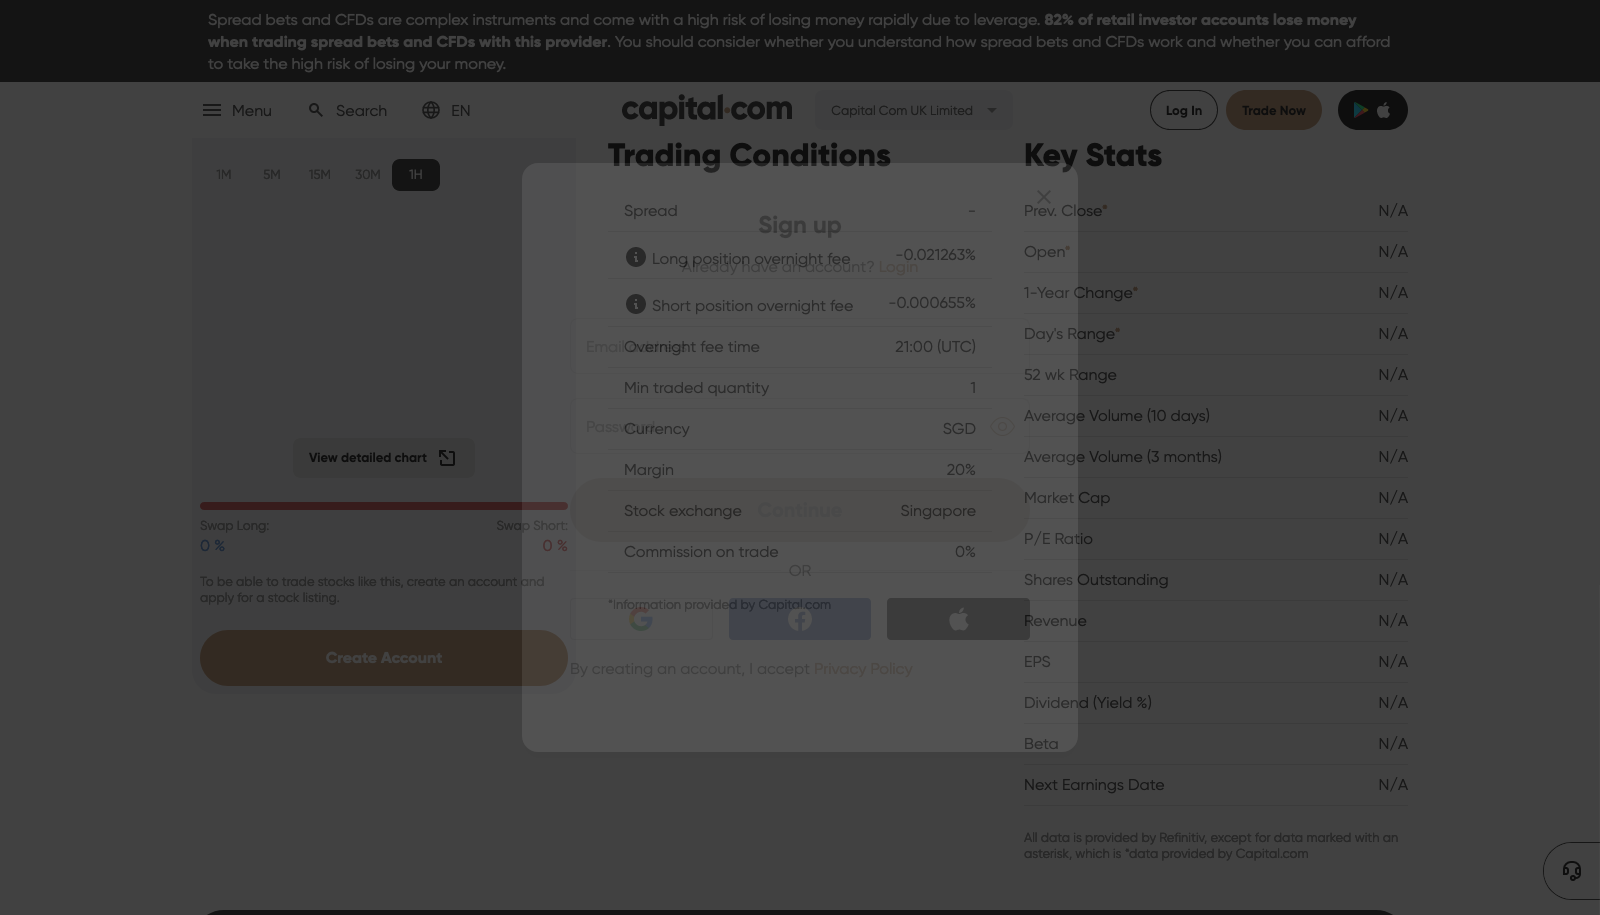 Spread bets and CFDs are complex instruments and come with a high risk of losing money rapidly due to leverage. 82% of retail investor accounts lose money
when trading spread bets and CFDs with this provider. You should consider whether you understand how spread bets and CFDs work and whether you can afford
to take the high risk of losing your money.
Menu
Search
EN
capital.com
Capital Com UK Limited
Log In
Trade Now
1M 5M 15M 30M 1H
View detailed chart
Swap Long: Swap Short:
0 % 0 %
To be able to trade stocks like this, create an account and
apply for a stock listing.
Create Account
Trading Conditions
Spread -
Long position overnight fee -0.021263%
Short position overnight fee -0.000655%
Overnight fee time 21:00 (UTC)
Min traded quantity 1
Currency SGD
Margin 20%
Stock exchange Singapore
Commission on trade 0%
*Information provided by Capital.com
Key Stats
Prev. Close* N/A
Open* N/A
1-Year Change* N/A
Day's Range* N/A
52 wk Range N/A
Average Volume (10 days) N/A
Average Volume (3 months) N/A
Market Cap N/A
P/E Ratio N/A
Shares Outstanding N/A
Revenue N/A
EPS N/A
Dividend (Yield %) N/A
Beta N/A
Next Earnings Date N/A
All data is provided by Refinitiv, except for data marked with an
asterisk, which is *data provided by Capital.com
Sign up
Already have an account? Login
Email
Continue
OR
By creating an account, I accept Privacy Policy